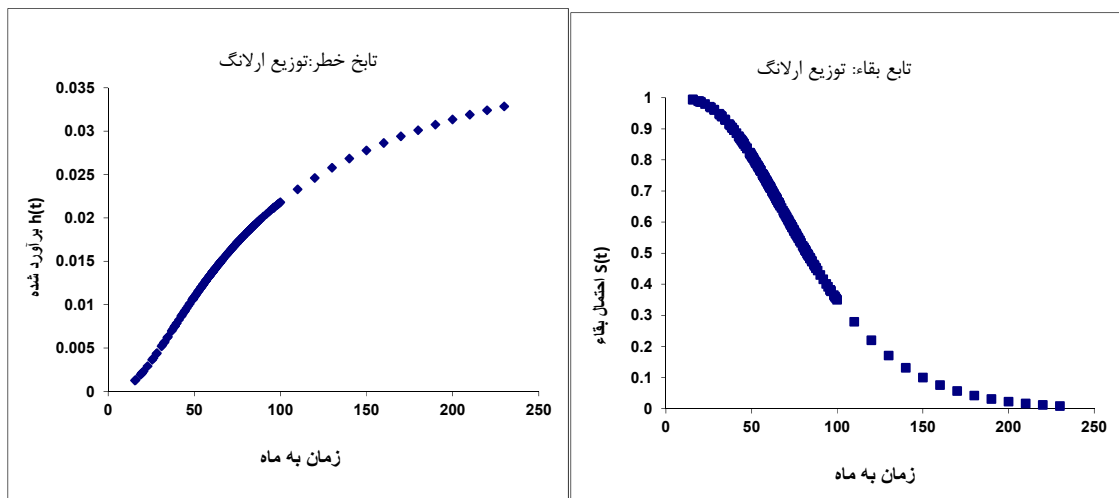 تابخ خطر:توزیع ارلانگ
برآورد شده h(t)
0.035
0.03
0.025
0.02
0.015
0.01
0.005
0
0 50 100 150 200 250
زمان به ماه
تابع بقاء: توزیع ارلانگ
احتمال بقاء S(t)
1
0.9
0.8
0.7
0.6
0.5
0.4
0.3
0.2
0.1
0
0 50 100 150 200 250
زمان به ماه